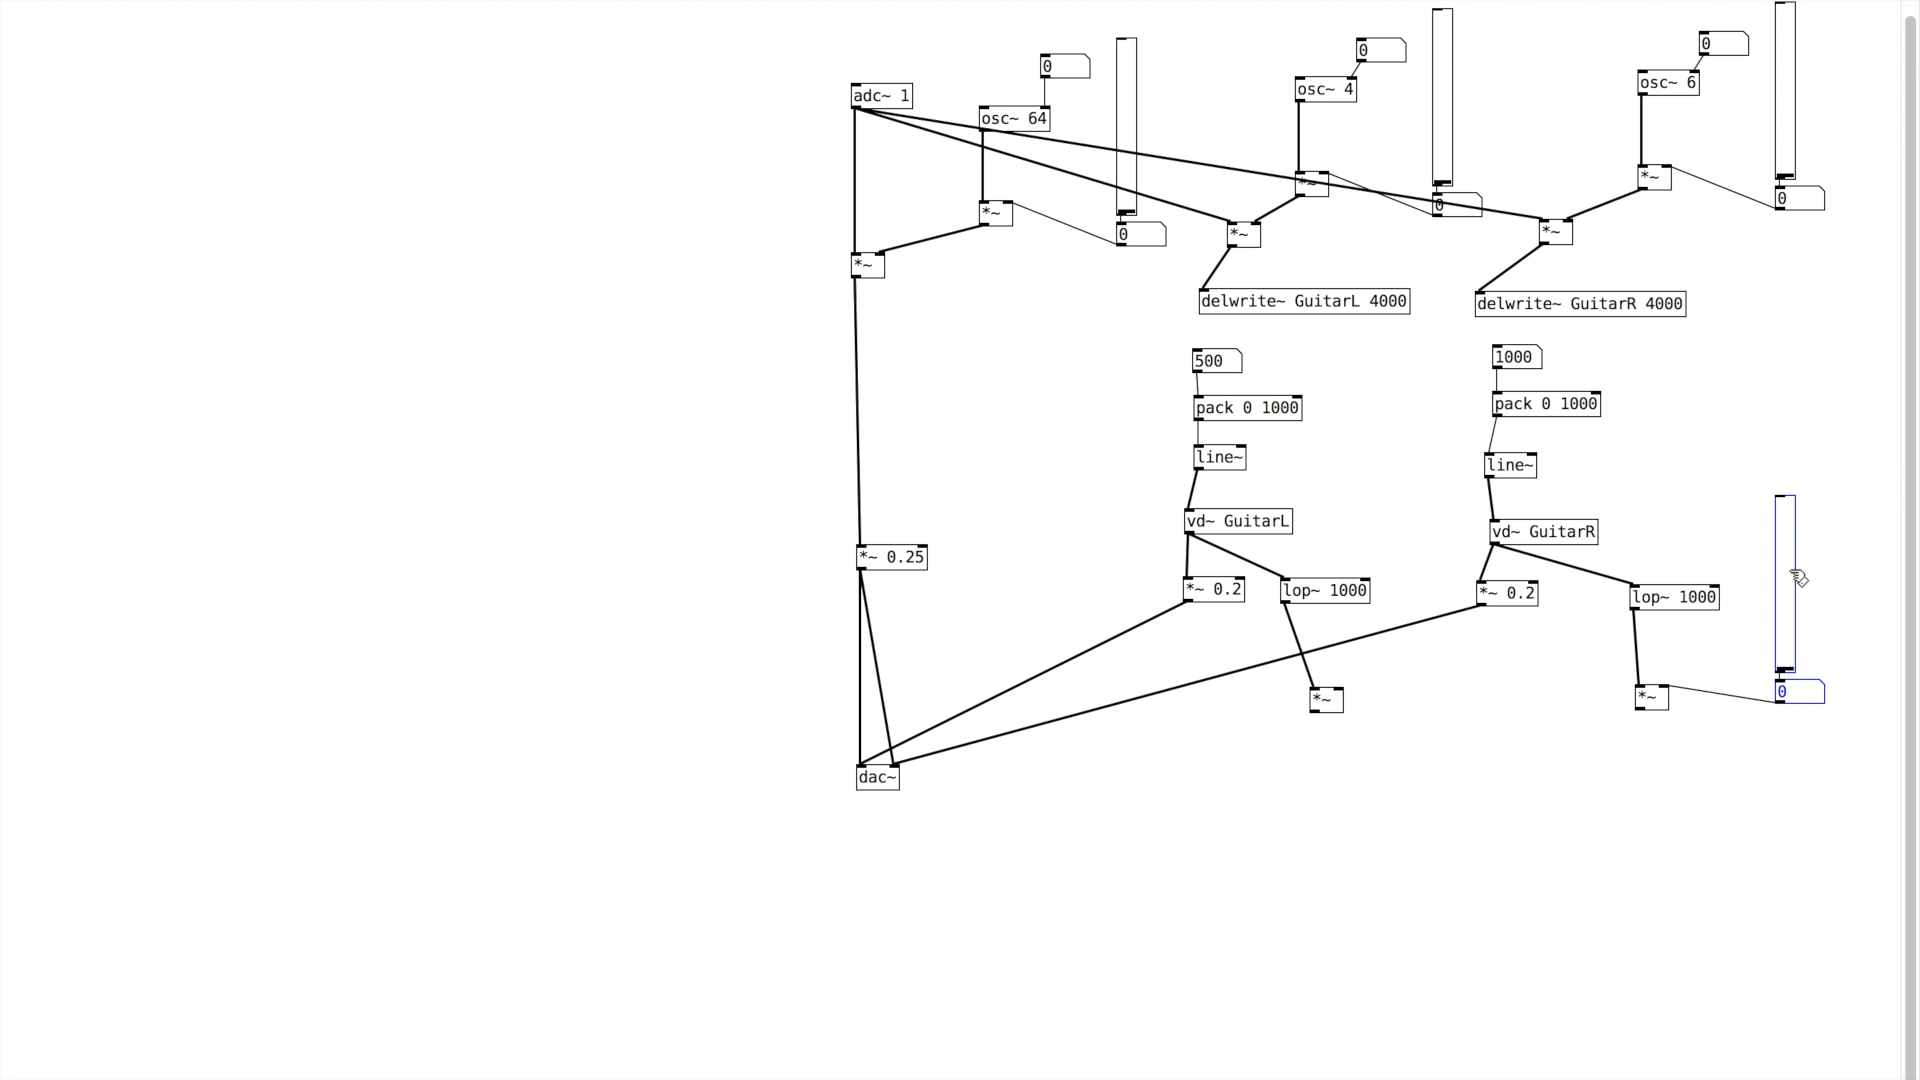 0
0
0
adc~ 1
osc~ 64
osc~ 4
osc~ 6
*~
*~
*~
0
0
0
*~
*~
*~
delwrite~ GuitarL 4000
delwrite~ GuitarR 4000
500
1000
pack 0 1000
pack 0 1000
line~
line~
vd~ GuitarL
vd~ GuitarR
*~ 0.25
*~ 0.2
lop~ 1000
*~ 0.2
lop~ 1000
*~
*~
0
dac~